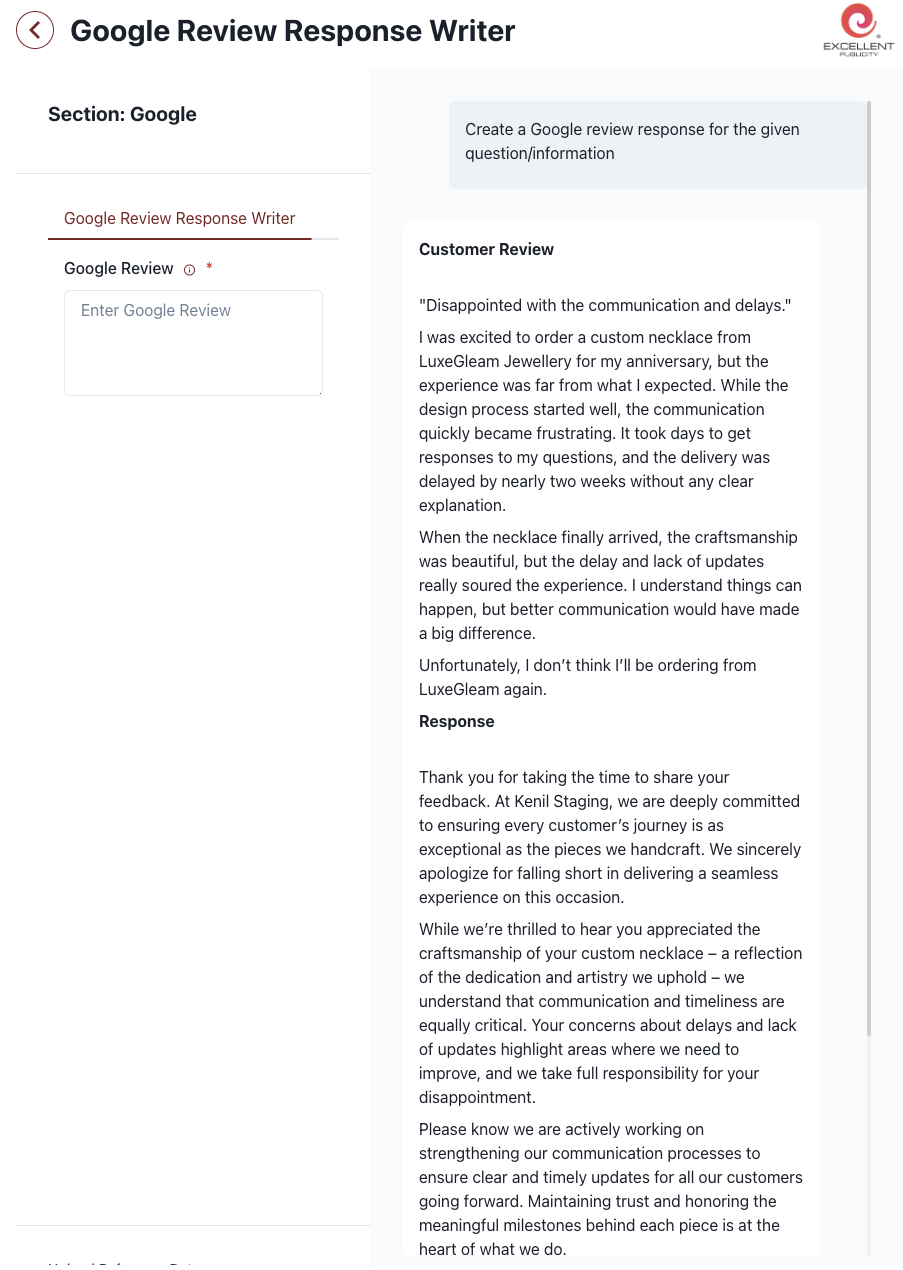 Google Review Response Writer
EXCELLENT
PUBLICITY
Section: Google
Google Review Response Writer
Google Review *
Enter Google Review
Create a Google review response for the given
question/information
Customer Review
"Disappointed with the communication and delays."
I was excited to order a custom necklace from
LuxeGleam Jewellery for my anniversary, but the
experience was far from what I expected. While the
design process started well, the communication
quickly became frustrating. It took days to get
responses to my questions, and the delivery was
delayed by nearly two weeks without any clear
explanation.
When the necklace finally arrived, the craftsmanship
was beautiful, but the delay and lack of updates
really soured the experience. I understand things can
happen, but better communication would have made
a big difference.
Unfortunately, I don’t think I’ll be ordering from
LuxeGleam again.
Response
Thank you for taking the time to share your
feedback. At Kenil Staging, we are deeply committed
to ensuring every customer’s journey is as
exceptional as the pieces we handcraft. We sincerely
apologize for falling short in delivering a seamless
experience on this occasion.
While we’re thrilled to hear you appreciated the
craftsmanship of your custom necklace – a reflection
of the dedication and artistry we uphold – we
understand that communication and timeliness are
equally critical. Your concerns about delays and lack
of updates highlight areas where we need to
improve, and we take full responsibility for your
disappointment.
Please know we are actively working on
strengthening our communication processes to
ensure clear and timely updates for all our customers
going forward. Maintaining trust and honoring the
meaningful milestones behind each piece is at the
heart of what we do.